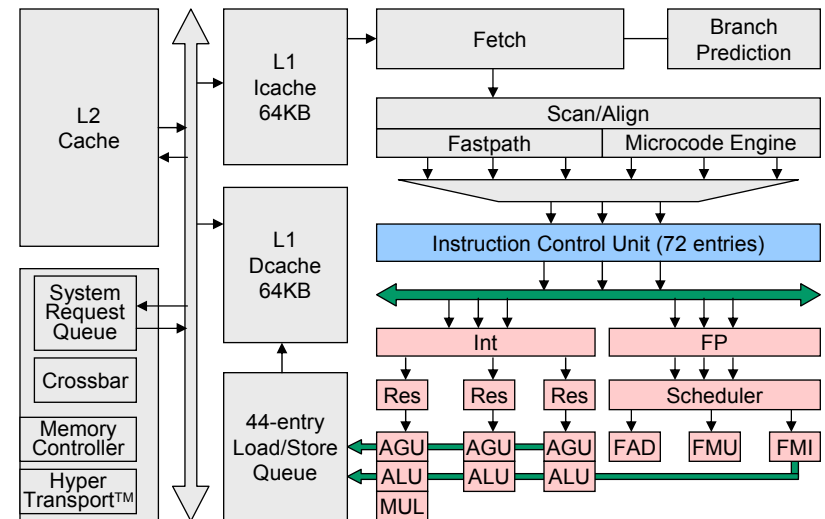 L2
Cache
System
Request
Queue
Crossbar
Memory
Controller
Hyper
Transport™
L1
Icache
64KB
L1
Dcache
64KB
44-entry
Load/Store
Queue
Fetch
Branch
Prediction
Scan/Align
Fastpath
Microcode Engine
Instruction Control Unit (72 entries)
Int
FP
Res
Res
Res
Scheduler
AGU
AGU
AGU
FAD
FMU
FMI
ALU
ALU
ALU
MUL